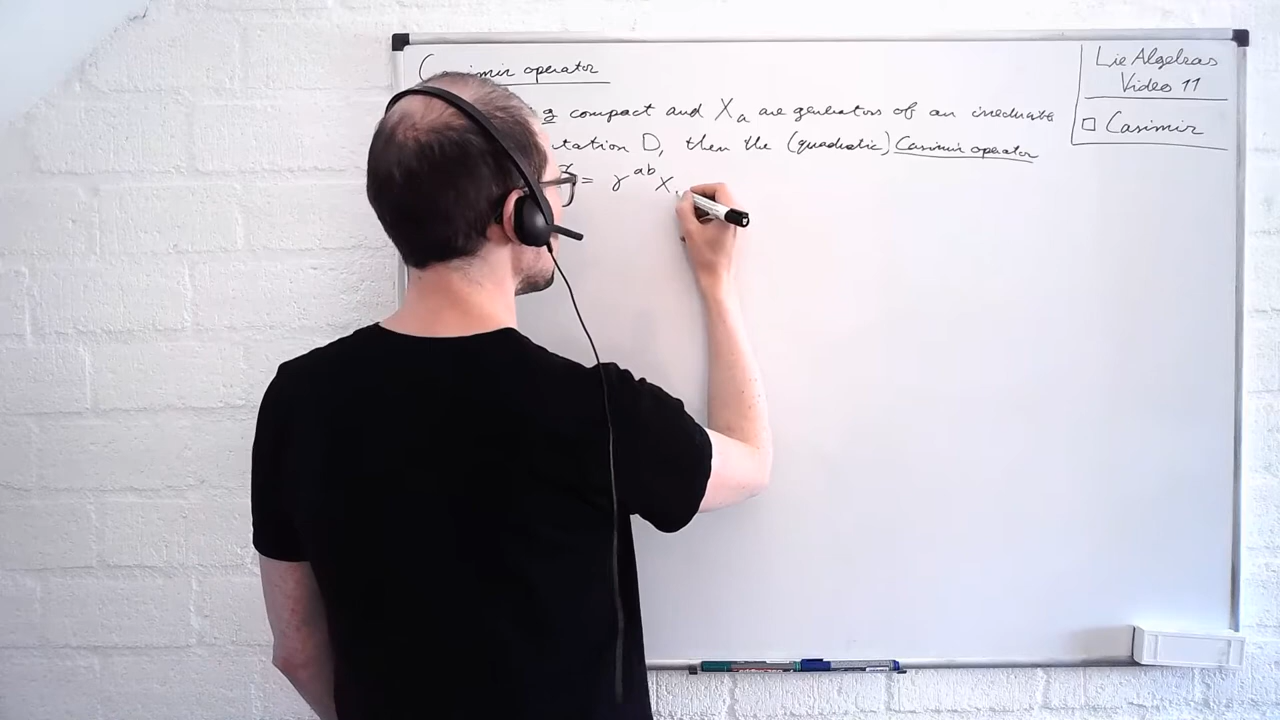 Casimir operator
g compact and Xa are generators of an irreducible
tation D, then the (quadratic) Casimir operator
= γ^ab X
Lie Algebras
Video 11
☐ Casimir